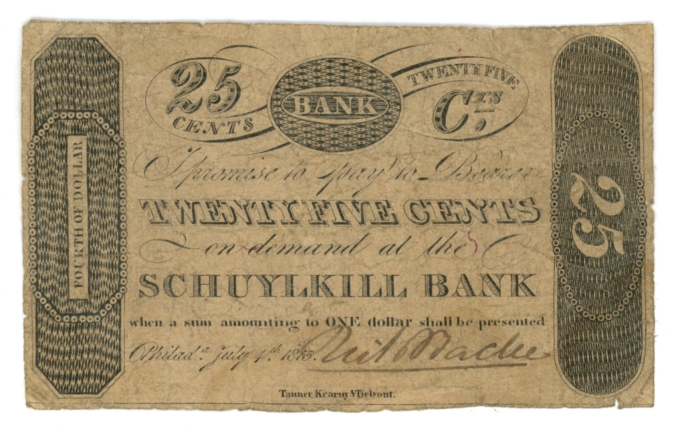 25 CENTS
BANK
TWENTY FIVE CTS
I promise to pay to Bearer
TWENTY FIVE CENTS
on demand at the
SCHUYLKILL BANK
when a sum amounting to ONE dollar shall be presented
Philada. July 4th.
Tanner, Kearny & Tiebout.
FOURTH OF DOLLAR
25